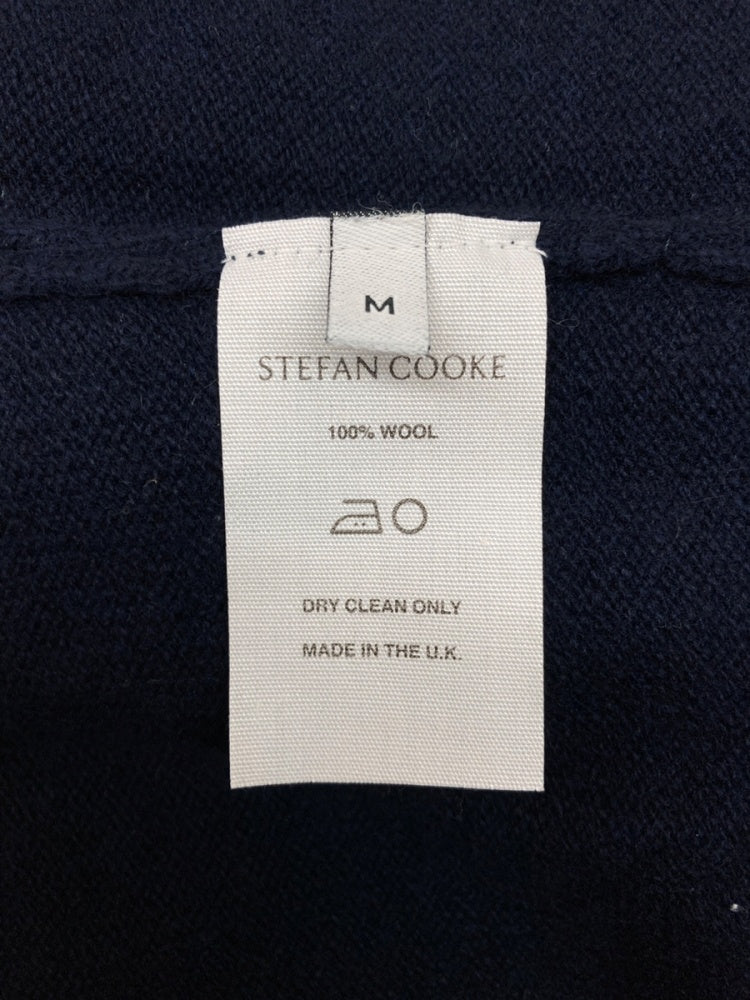 M
STEFAN COOKE
100% WOOL
DRY CLEAN ONLY
MADE IN THE U.K.